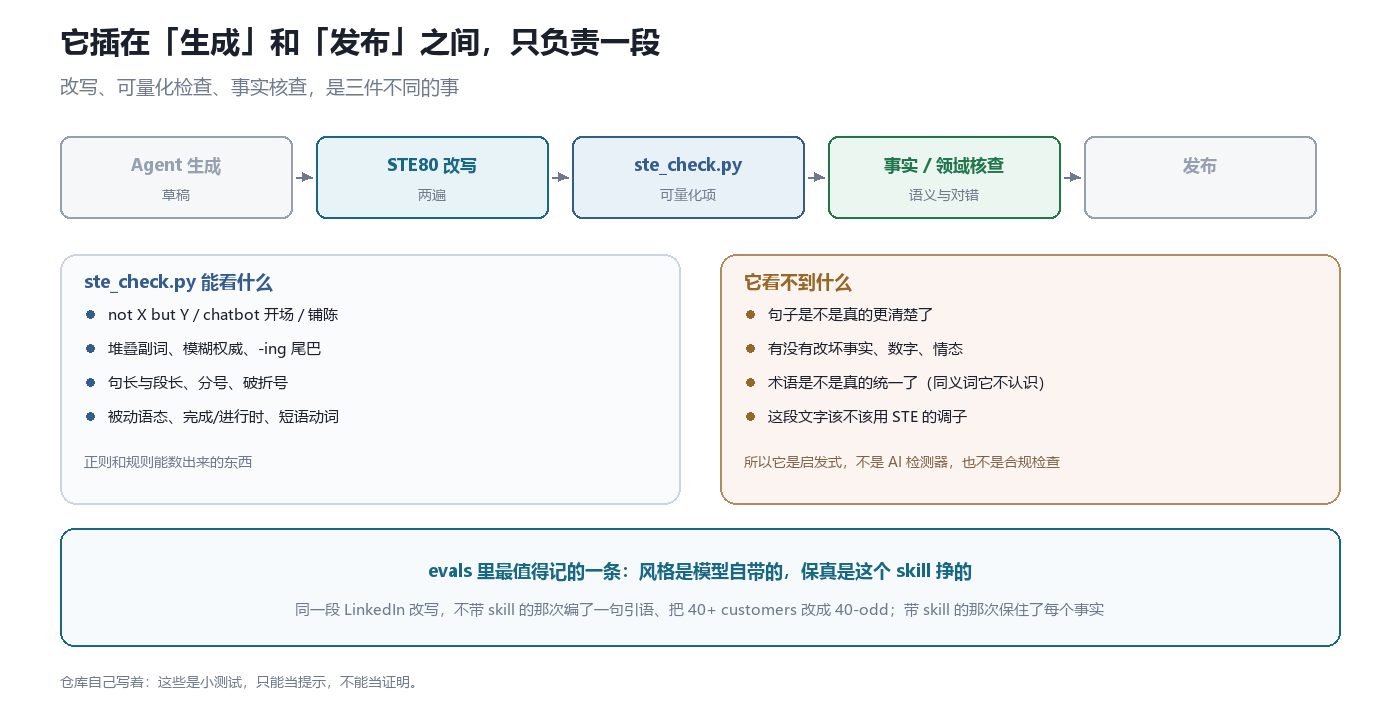 它插在「生成」和「发布」之间，只负责一段
改写、可量化检查、事实核查，是三件不同的事
Agent 生成
草稿
STE80 改写
两遍
ste_check.py
可量化项
事实 / 领域核查
语义与对错
发布
ste_check.py 能看什么
not X but Y / chatbot 开场 / 铺陈
堆叠副词、模糊权威、-ing 尾巴
句长与段长、分号、破折号
被动语态、完成/进行时、短语动词
正则和规则能数出来的东西
它看不到什么
句子是不是真的更清楚了
有没有改坏事实、数字、情态
术语是不是真的统一了（同义词它不认识）
这段文字该不该用 STE 的调子
所以它是启发式，不是 AI 检测器，也不是合规检查
evals 里最值得记的一条：风格是模型自带的，保真是这个 skill 挣的
同一段 LinkedIn 改写，不带 skill 的那次编了一句引语、把 40+ customers 改成 40-odd；带 skill 的那次保住了每个事实
仓库自己写着：这些是小测试，只能当提示，不能当证明。